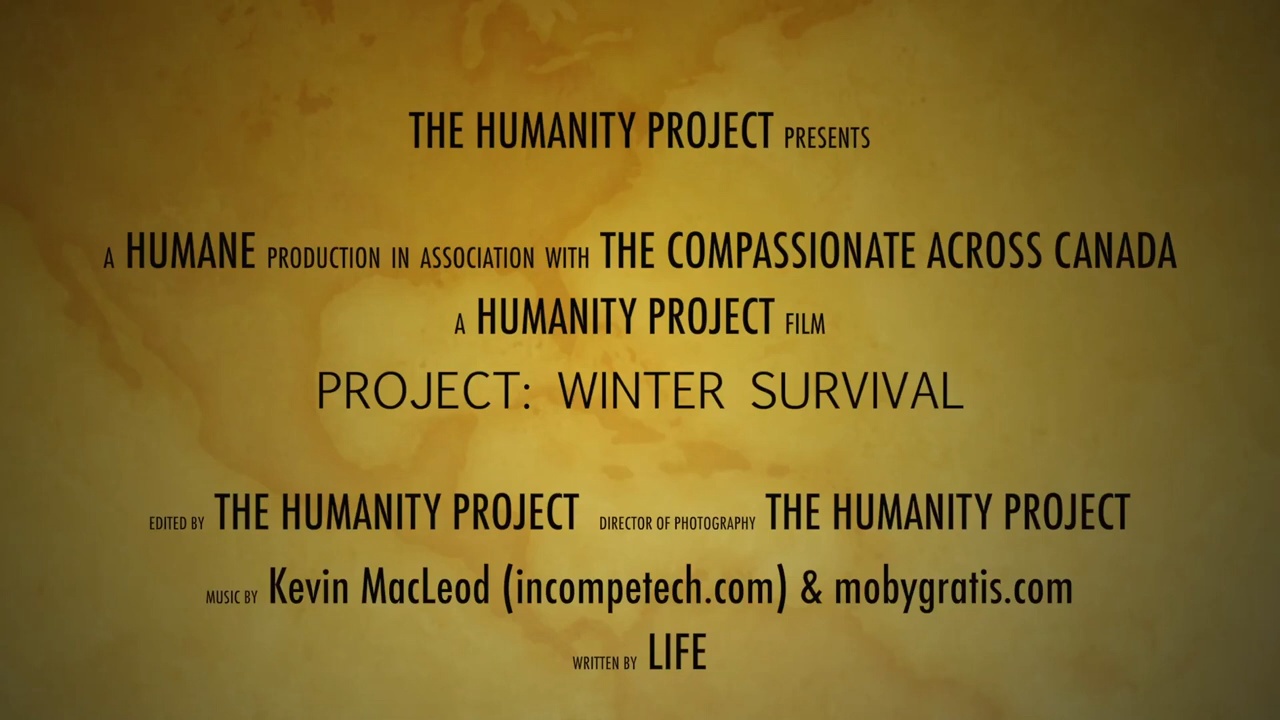 THE HUMANITY PROJECT PRESENTS
A HUMANE PRODUCTION IN ASSOCIATION WITH THE COMPASSIONATE ACROSS CANADA
A HUMANITY PROJECT FILM
PROJECT: WINTER SURVIVAL
EDITED BY THE HUMANITY PROJECT DIRECTOR OF PHOTOGRAPHY THE HUMANITY PROJECT
MUSIC BY Kevin MacLeod (incompetech.com) & mobygratis.com
WRITTEN BY LIFE